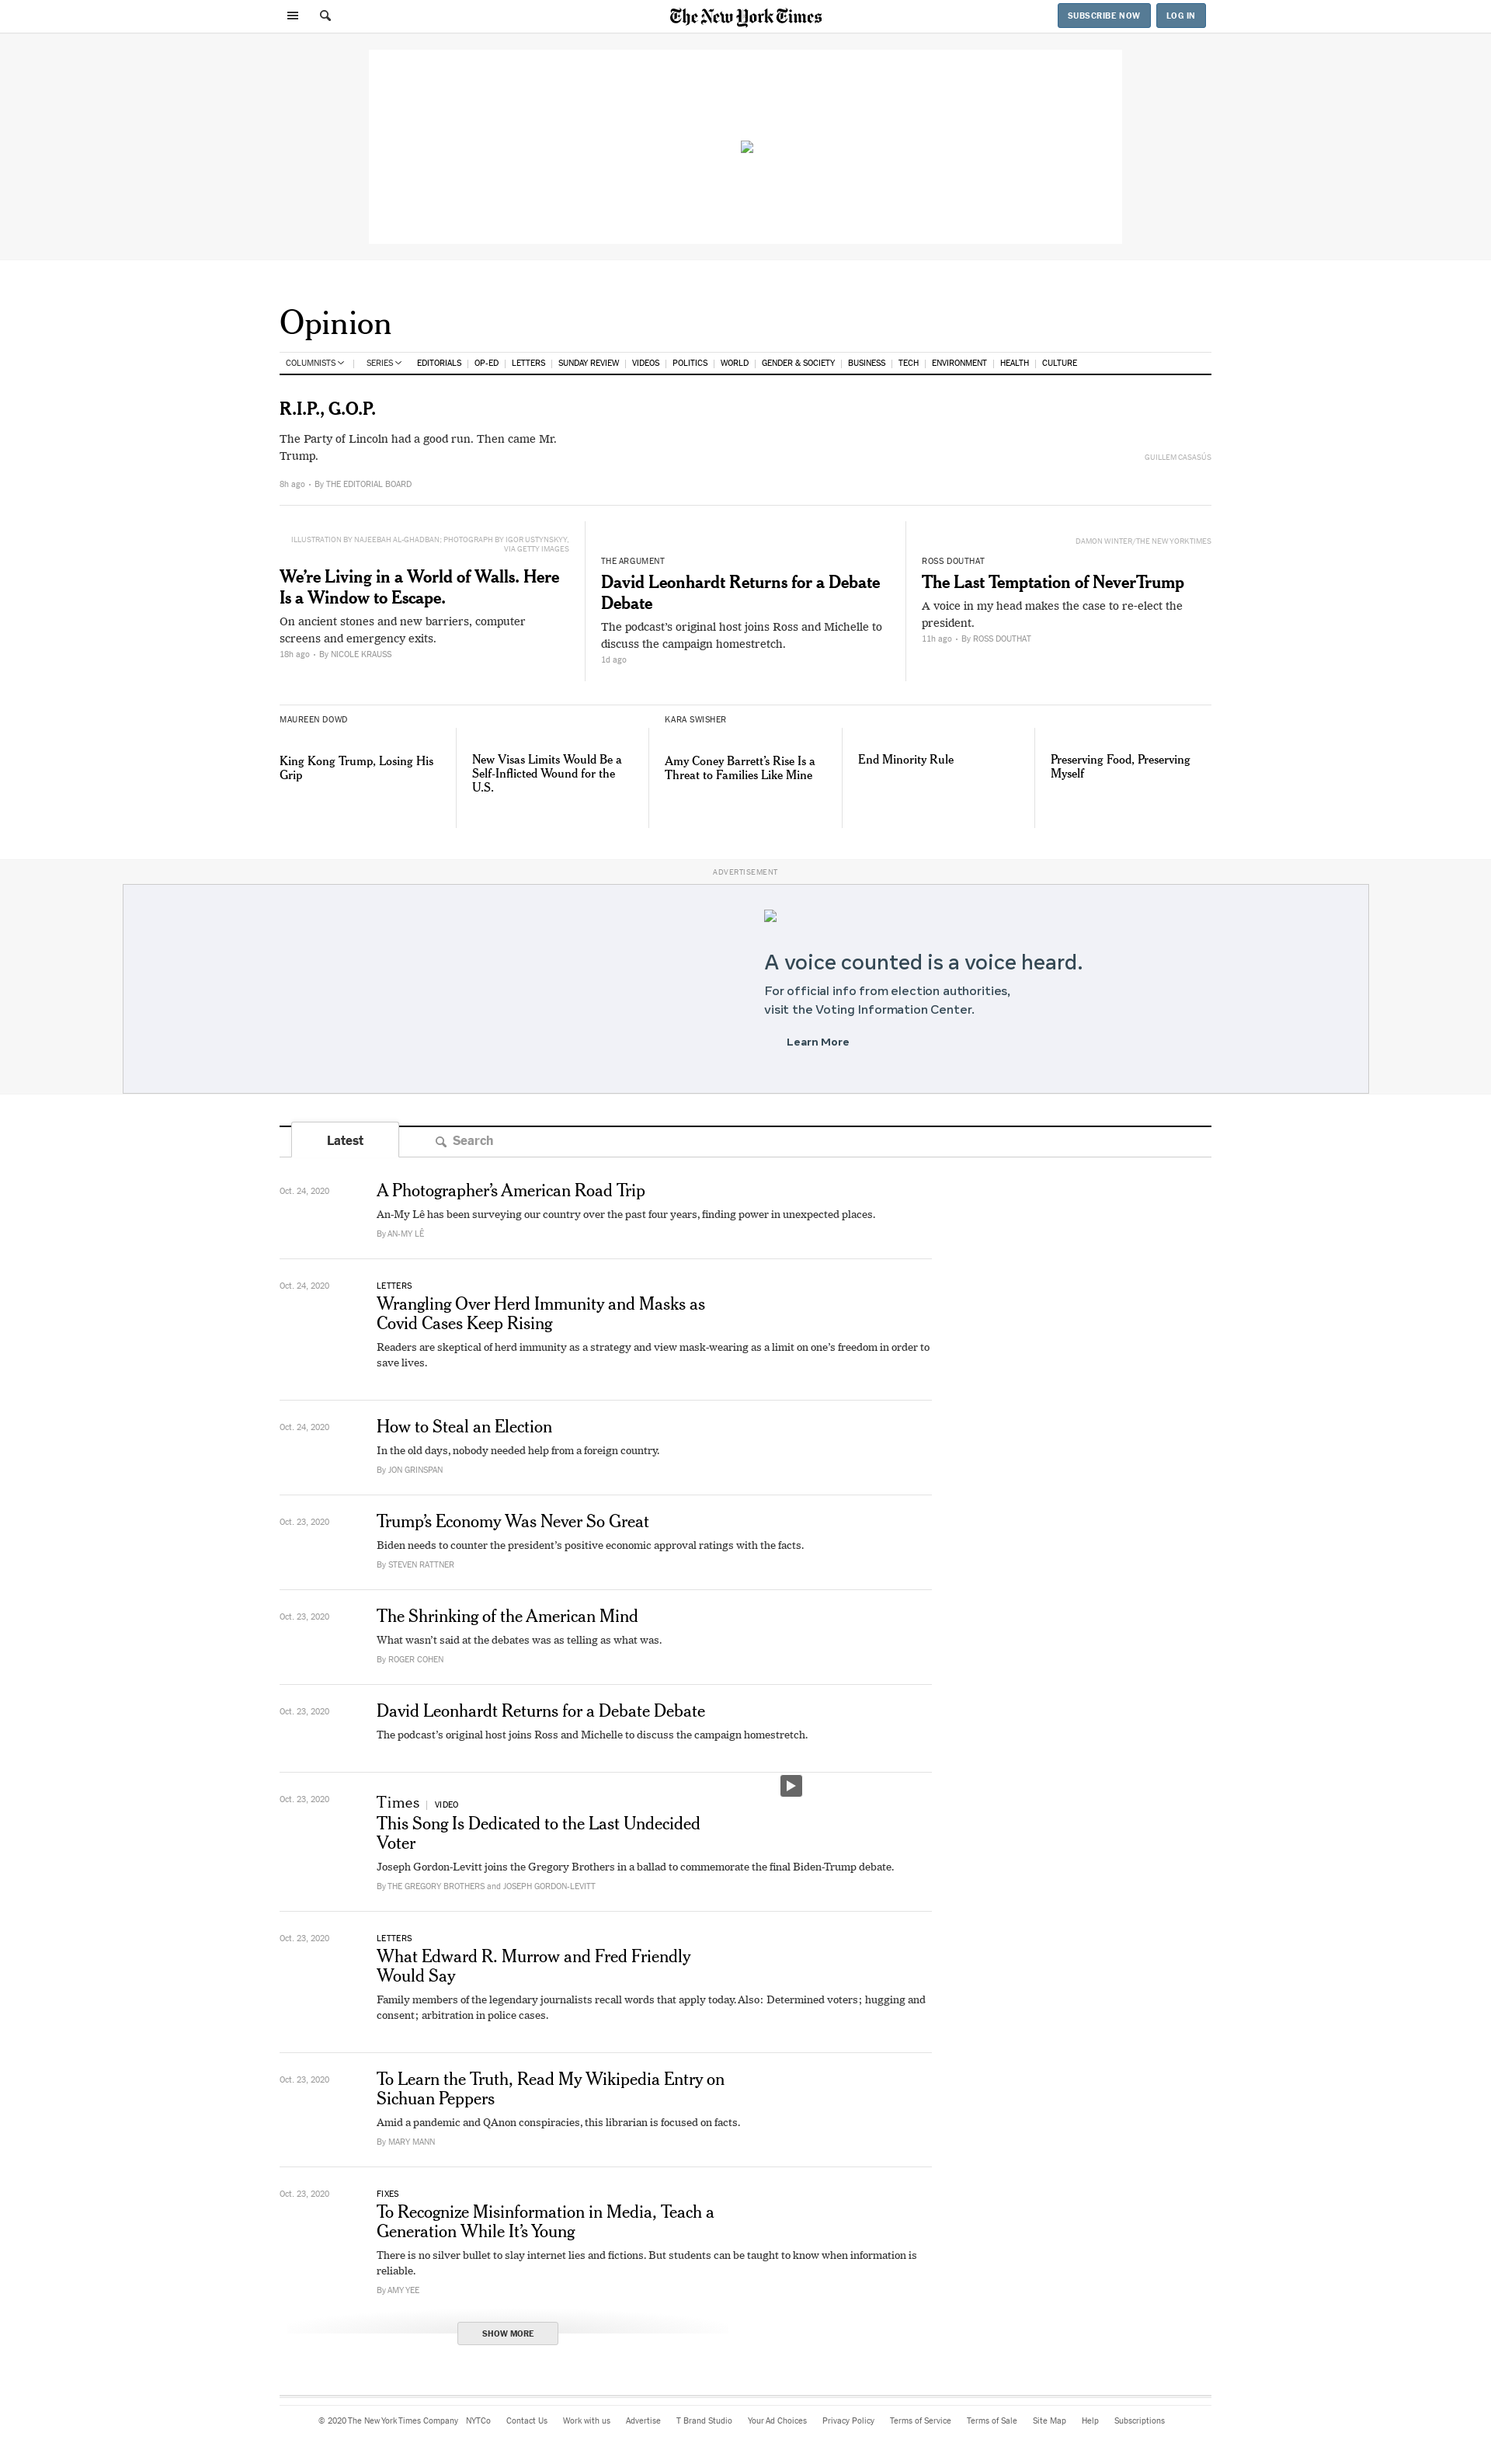 The New York Times
SUBSCRIBE NOW
LOG IN
Opinion
COLUMNISTS
SERIES
EDITORIALS
OP-ED
LETTERS
SUNDAY REVIEW
VIDEOS
POLITICS
WORLD
GENDER & SOCIETY
BUSINESS
TECH
ENVIRONMENT
HEALTH
CULTURE
R.I.P., G.O.P.
The Party of Lincoln had a good run. Then came Mr.
Trump.
GUILLEM CASASÚS
8h ago • By THE EDITORIAL BOARD
ILLUSTRATION BY NAJEEBAH AL-GHADBAN; PHOTOGRAPH BY IGOR USTYNSKYY,
VIA GETTY IMAGES
We’re Living in a World of Walls. Here
Is a Window to Escape.
On ancient stones and new barriers, computer
screens and emergency exits.
18h ago • By NICOLE KRAUSS
THE ARGUMENT
David Leonhardt Returns for a Debate
Debate
The podcast’s original host joins Ross and Michelle to
discuss the campaign homestretch.
1d ago
DAMON WINTER/THE NEW YORK TIMES
ROSS DOUTHAT
The Last Temptation of NeverTrump
A voice in my head makes the case to re-elect the
president.
11h ago • By ROSS DOUTHAT
MAUREEN DOWD
King Kong Trump, Losing His
Grip
New Visas Limits Would Be a
Self-Inflicted Wound for the
U.S.
KARA SWISHER
Amy Coney Barrett’s Rise Is a
Threat to Families Like Mine
End Minority Rule
Preserving Food, Preserving
Myself
ADVERTISEMENT
A voice counted is a voice heard.
For official info from election authorities,
visit the Voting Information Center.
Learn More
Latest
Search
Oct. 24, 2020
A Photographer’s American Road Trip
An-My Lê has been surveying our country over the past four years, finding power in unexpected places.
By AN-MY LÊ
Oct. 24, 2020
LETTERS
Wrangling Over Herd Immunity and Masks as
Covid Cases Keep Rising
Readers are skeptical of herd immunity as a strategy and view mask-wearing as a limit on one’s freedom in order to
save lives.
Oct. 24, 2020
How to Steal an Election
In the old days, nobody needed help from a foreign country.
By JON GRINSPAN
Oct. 23, 2020
Trump’s Economy Was Never So Great
Biden needs to counter the president’s positive economic approval ratings with the facts.
By STEVEN RATTNER
Oct. 23, 2020
The Shrinking of the American Mind
What wasn’t said at the debates was as telling as what was.
By ROGER COHEN
Oct. 23, 2020
David Leonhardt Returns for a Debate Debate
The podcast’s original host joins Ross and Michelle to discuss the campaign homestretch.
Oct. 23, 2020
Times | VIDEO
This Song Is Dedicated to the Last Undecided
Voter
Joseph Gordon-Levitt joins the Gregory Brothers in a ballad to commemorate the final Biden-Trump debate.
By THE GREGORY BROTHERS and JOSEPH GORDON-LEVITT
Oct. 23, 2020
LETTERS
What Edward R. Murrow and Fred Friendly
Would Say
Family members of the legendary journalists recall words that apply today. Also: Determined voters; hugging and
consent; arbitration in police cases.
Oct. 23, 2020
To Learn the Truth, Read My Wikipedia Entry on
Sichuan Peppers
Amid a pandemic and QAnon conspiracies, this librarian is focused on facts.
By MARY MANN
Oct. 23, 2020
FIXES
To Recognize Misinformation in Media, Teach a
Generation While It’s Young
There is no silver bullet to slay internet lies and fictions. But students can be taught to know when information is
reliable.
By AMY YEE
SHOW MORE
© 2020 The New York Times Company
NYTCo
Contact Us
Work with us
Advertise
T Brand Studio
Your Ad Choices
Privacy Policy
Terms of Service
Terms of Sale
Site Map
Help
Subscriptions